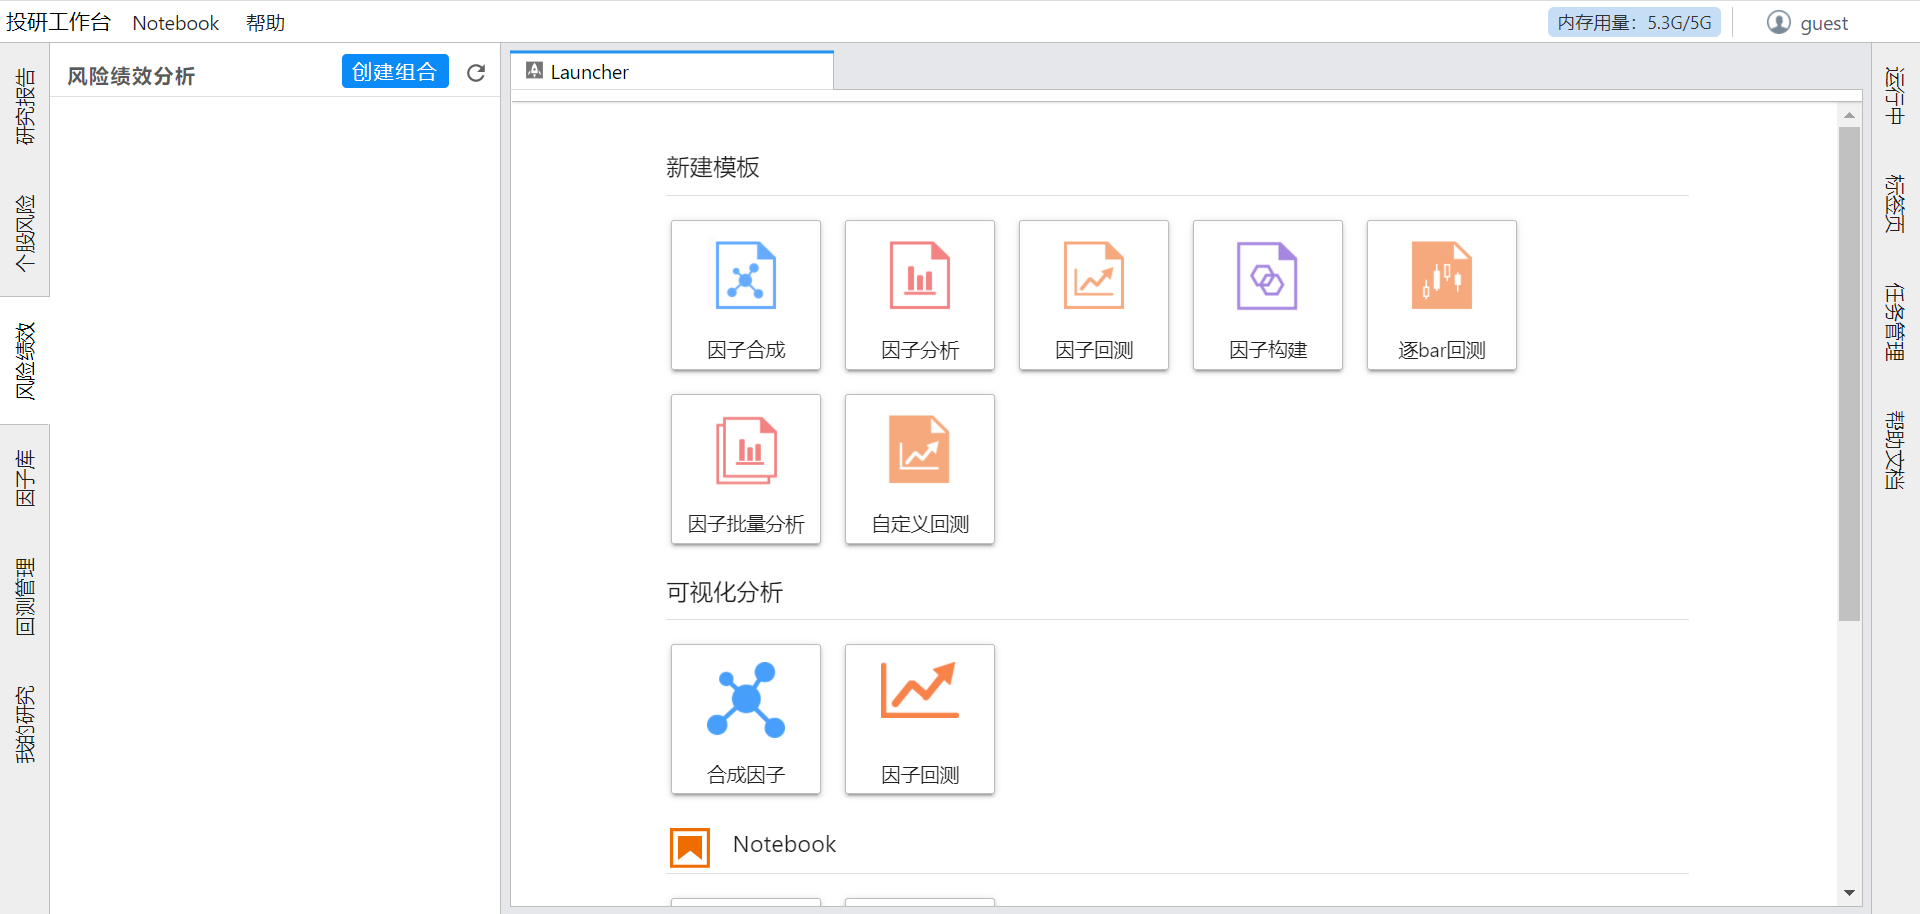 投研工作台 Notebook 帮助 内存用量：5.3G/5G guest
研究报告
个股风险
风险绩效
因子库
回测管理
我的研究
风险绩效分析 创建组合
Launcher
新建模板
因子合成 因子分析 因子回测 因子构建 逐bar回测
因子批量分析 自定义回测
可视化分析
合成因子 因子回测
Notebook
运行中
标签页
任务管理
帮助文档